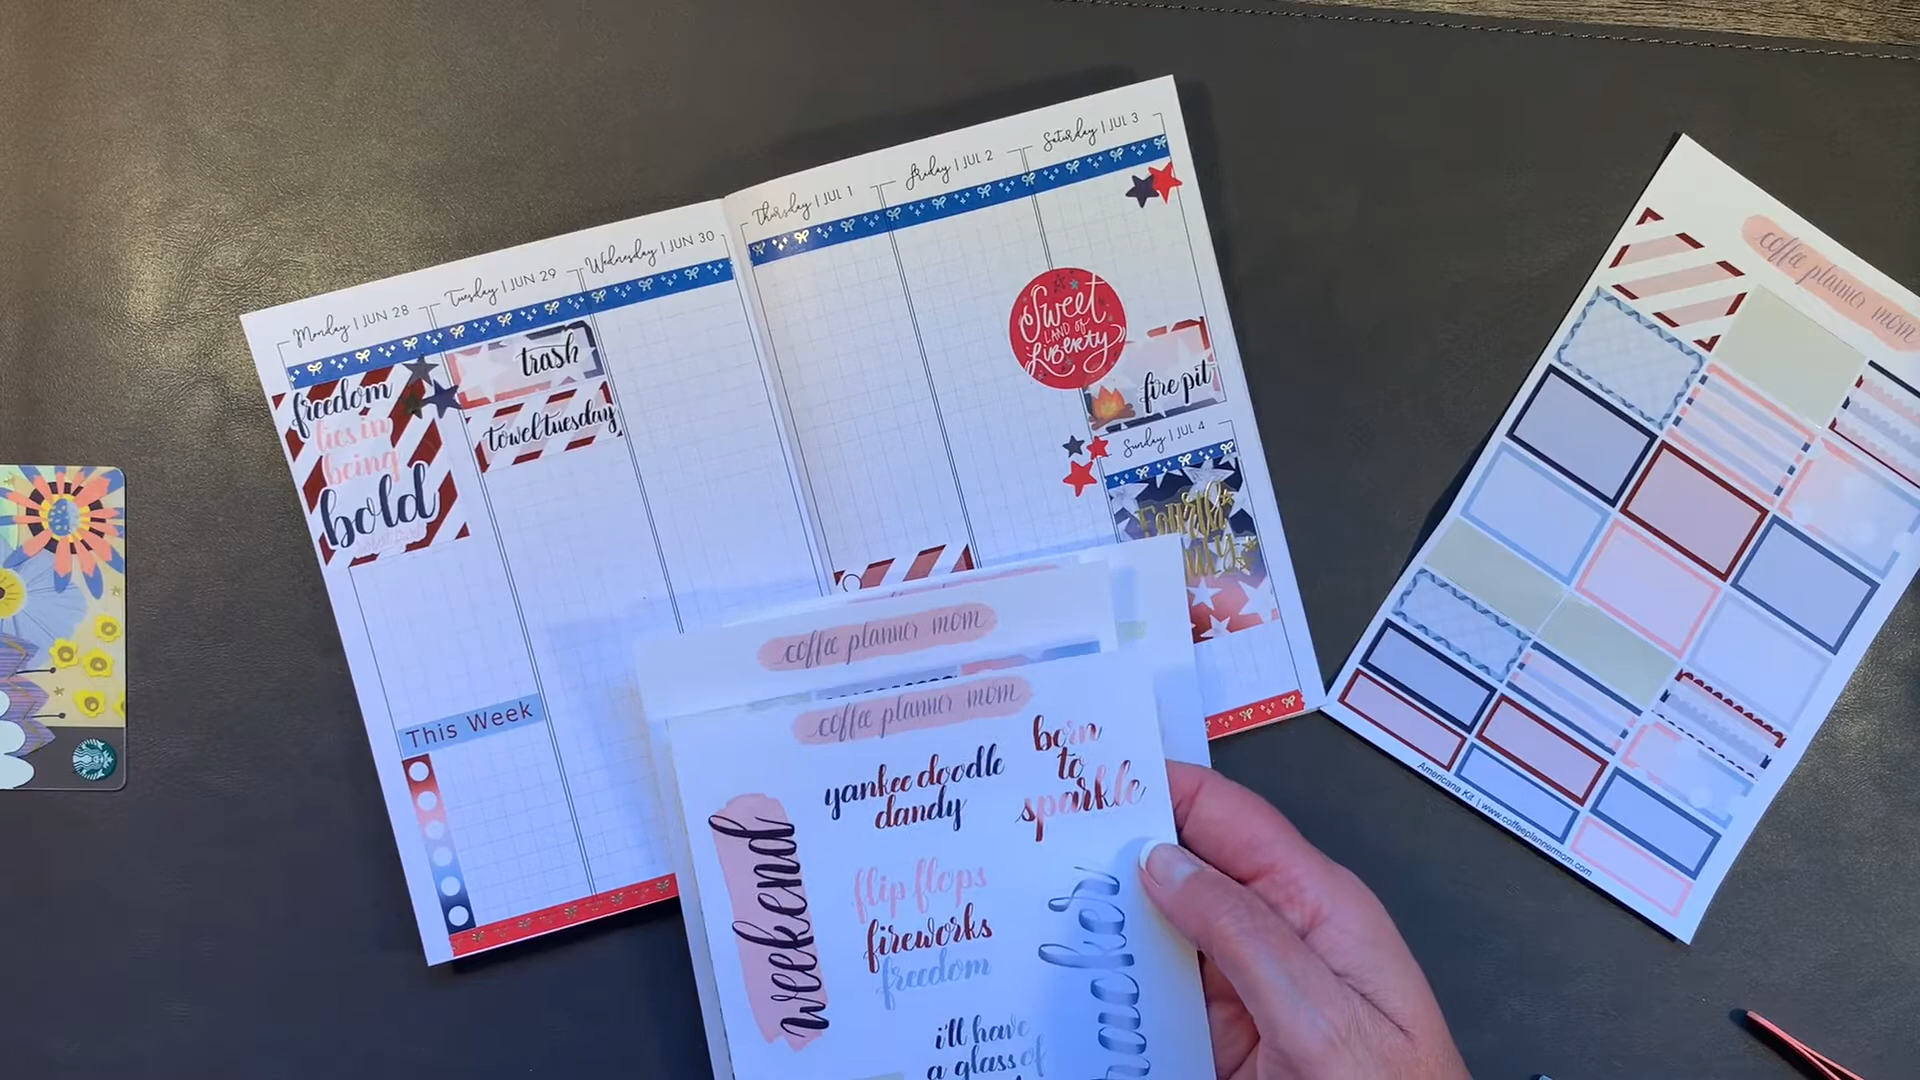 Monday | JUN 28
Tuesday | JUN 29
Wednesday | JUN 30
Thursday | JUL 1
friday | JUL 2
Saturday | JUL 3
freedom
lies in
being
bold
trash
towel tuesday
Sweet
LAND of
Liberty
fire pit
Sunday | JUL 4
Fourth
July
This Week
coffee planner mom
coffee planner mom
weekend
yankee doodle
dandy
born
to
sparkle
flip flops
fireworks
freedom
i'll have
a glass of
coffee planner mom
Americana Kit | www.coffeeplannermom.com